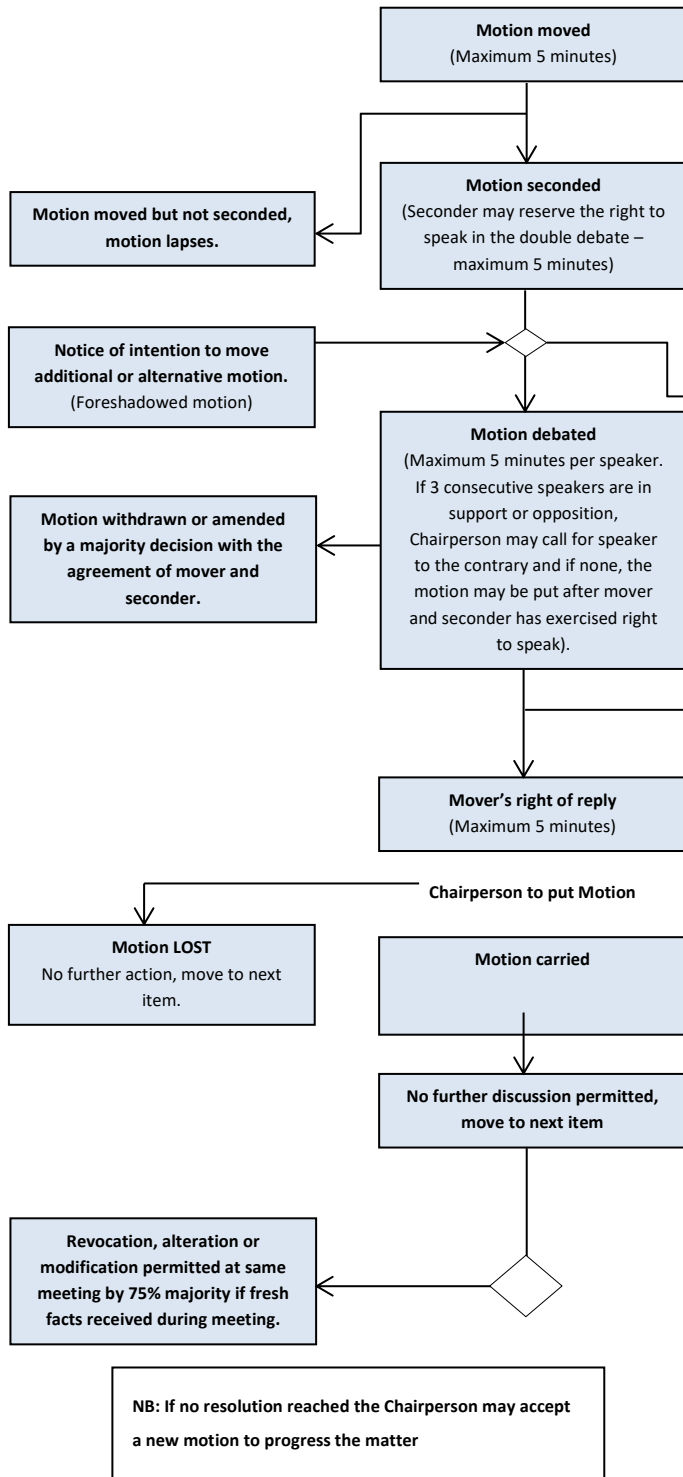 Motion moved
(Maximum 5 minutes)
Motion seconded
(Seconder may reserve the right to
speak in the double debate –
maximum 5 minutes)
Motion moved but not seconded,
motion lapses.
Notice of intention to move
additional or alternative motion.
(Foreshadowed motion)
Motion debated
(Maximum 5 minutes per speaker.
If 3 consecutive speakers are in
support or opposition,
Chairperson may call for speaker
to the contrary and if none, the
motion may be put after mover
and seconder has exercised right
to speak).
Motion withdrawn or amended
by a majority decision with the
agreement of mover and
seconder.
Mover’s right of reply
(Maximum 5 minutes)
Chairperson to put Motion
Motion LOST
No further action, move to next
item.
Motion carried
No further discussion permitted,
move to next item
Revocation, alteration or
modification permitted at same
meeting by 75% majority if fresh
facts received during meeting.
NB: If no resolution reached the Chairperson may accept
a new motion to progress the matter